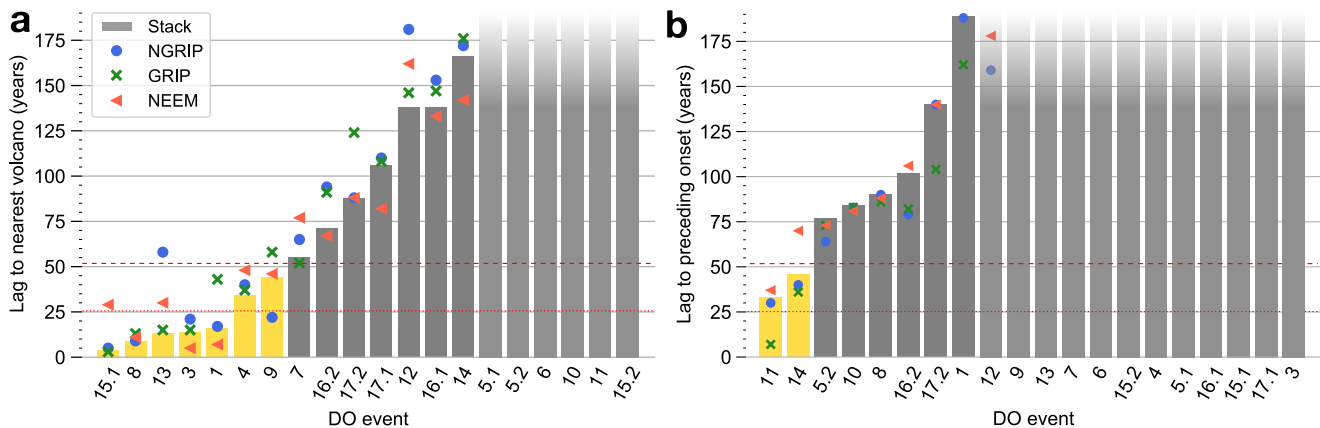 a
Stack
NGRIP
GRIP
NEEM
Lag to nearest volcano (years)
175
150
125
100
75
50
25
0
15.1 8 13 3 1 4 9 7 16.2 17.2 17.1 12 16.1 14 5.1 5.2 6 10 11 15.2
DO event
b
Lag to preceding onset (years)
175
150
125
100
75
50
25
0
11 14 5.2 10 8 16.2 17.2 1 12 9 13 7 6 15.2 4 5.1 16.1 15.1 17.1 3
DO event